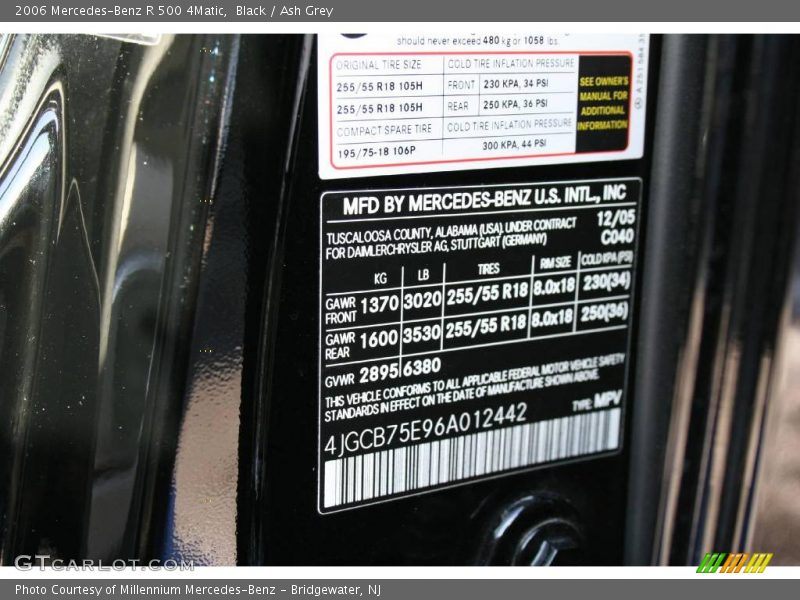 2006 Mercedes-Benz R 500 4Matic,  Black / Ash Grey
should never exceed 480 kg or 1058 lbs.
ORIGINAL TIRE SIZE COLD TIRE INFLATION PRESSURE
255/55 R18 105H FRONT 230 KPA, 34 PSI
255/55 R18 105H REAR 250 KPA, 36 PSI
COMPACT SPARE TIRE COLD TIRE INFLATION PRESSURE
195/75-18 106P 300 KPA, 44 PSI
SEE OWNER'S
MANUAL FOR
ADDITIONAL
INFORMATION
A 251 584 35
MFD BY MERCEDES-BENZ U.S. INTL., INC
TUSCALOOSA COUNTY, ALABAMA (USA), UNDER CONTRACT 12/05
FOR DAIMLERCHRYSLER AG, STUTTGART (GERMANY) C040
KG LB TIRES RIM SIZE COLD KPA (PSI)
GAWR FRONT 1370 3020 255/55 R18 8.0x18 230(34)
GAWR REAR 1600 3530 255/55 R18 8.0x18 250(36)
GVWR 2895 6380
THIS VEHICLE CONFORMS TO ALL APPLICABLE FEDERAL MOTOR VEHICLE SAFETY
STANDARDS IN EFFECT ON THE DATE OF MANUFACTURE SHOWN ABOVE.
4JGCB75E96A012442 TYPE: MPV
GTcarlot.com
Photo Courtesy of Millennium Mercedes-Benz - Bridgewater, NJ